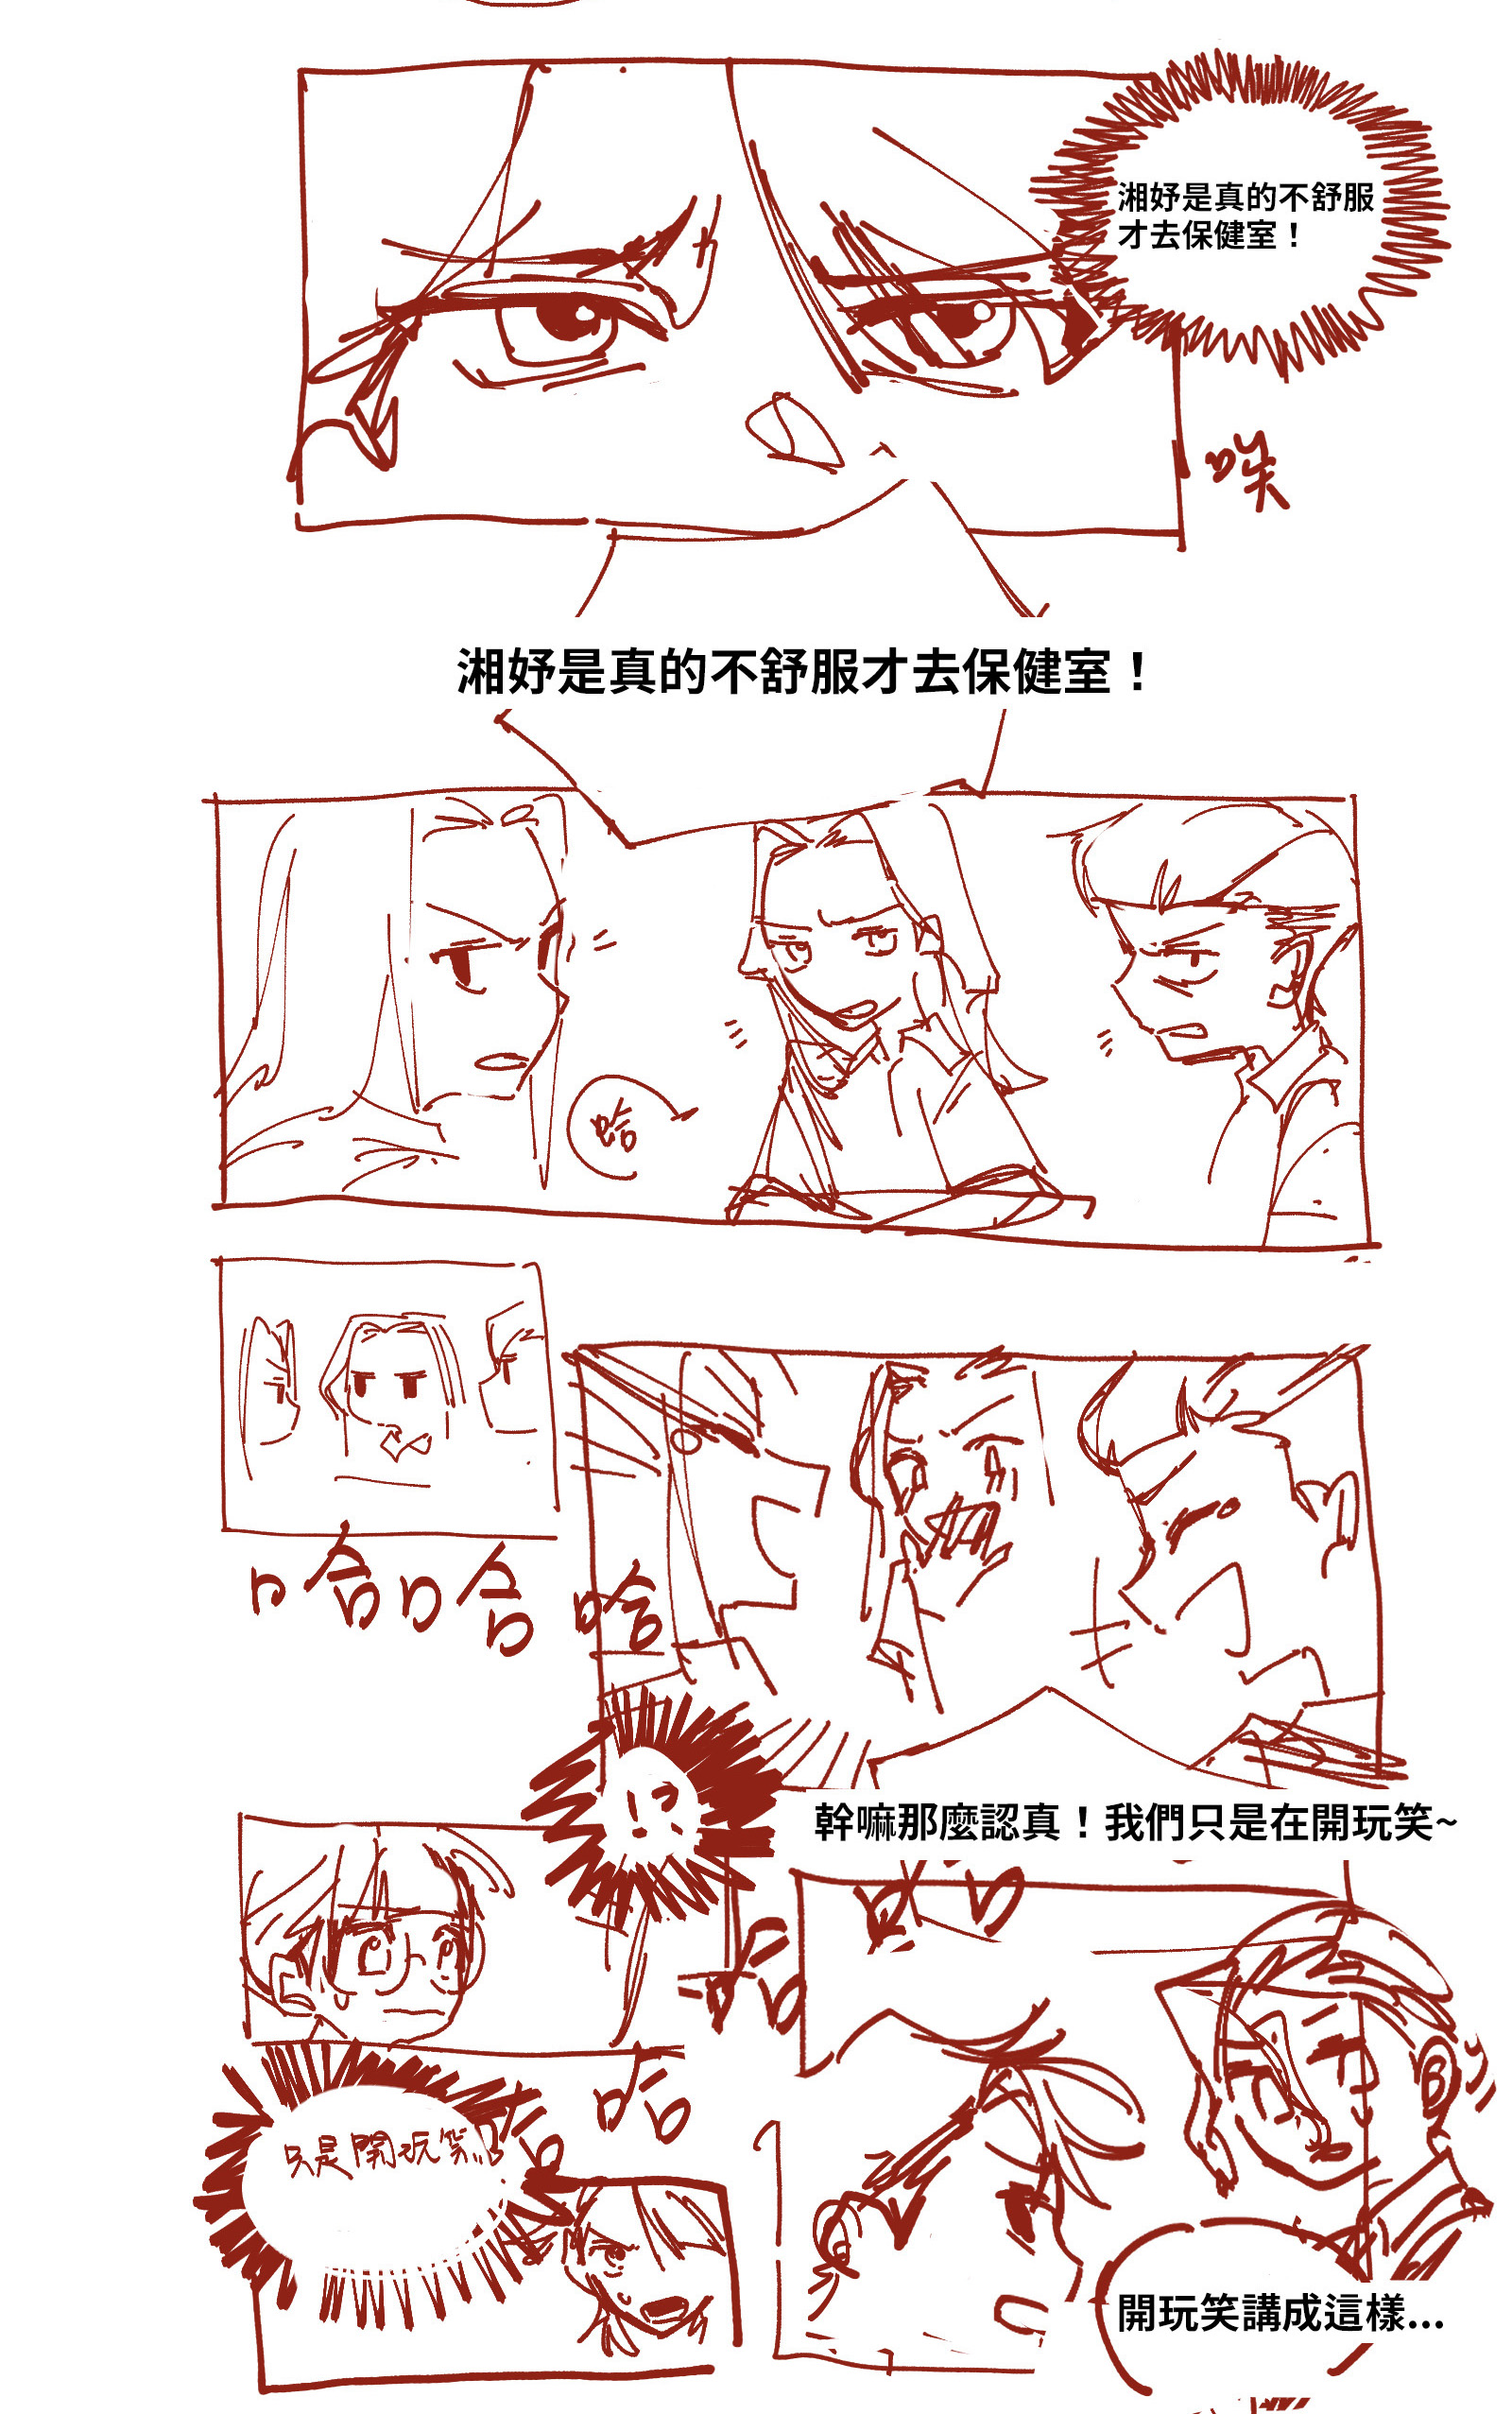 湘妤是真的不舒服
才去保健室！
湘妤是真的不舒服才去保健室！
哈
哈哈哈
!?
幹嘛那麼認真！我們只是在開玩笑~
哈
哈
只是開玩笑
開玩笑講成這樣...